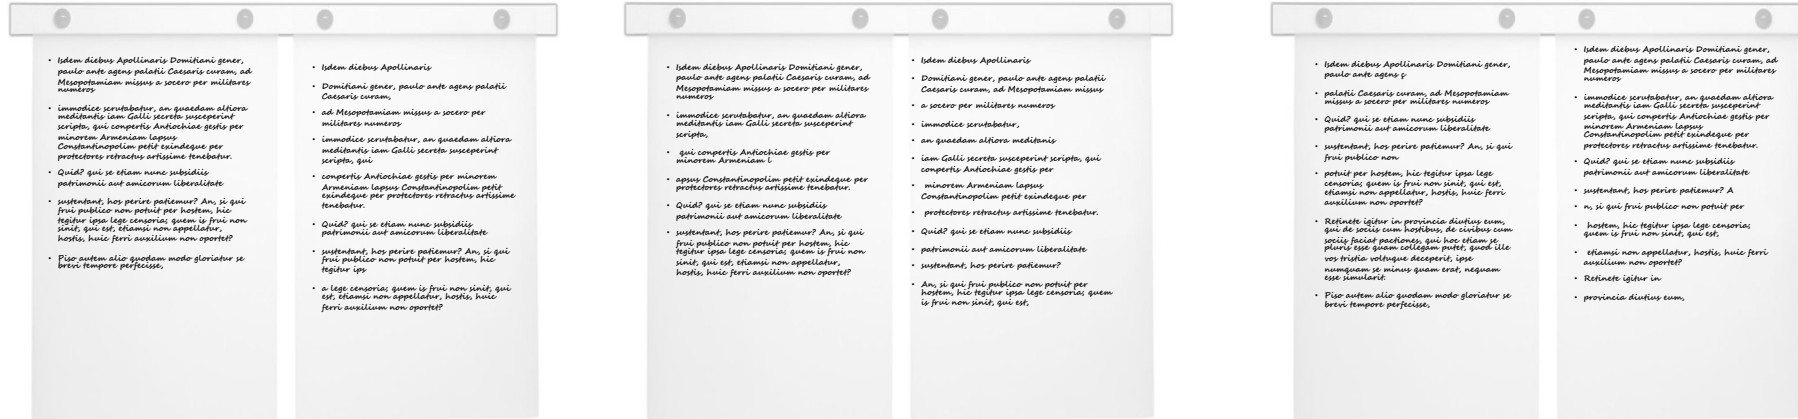 • Isdem diebus Apollinaris Domitiani gener,
paulo ante agens palatii Caesaris curam, ad
Mesopotamiam missus a socero per militares
numeros
• immodice scrutabatur, an quaedam altiora
meditantis iam Galli secreta susceperint
scripta, qui conpertis Antiochiae gestis per
minorem Armeniam lapsus
Constantinopolim petit exindeque per
protectores retractus artissime tenebatur.
• Quid? qui se etiam nunc subsidiis
patrimonii aut amicorum liberalitate
• sustentant, hos perire patiemur? An, si qui
frui publico non potuit per hostem, hic
tegitur ipsa lege censoria; quem is frui non
sinit, qui est, etiamsi non appellatur,
hostis, huic ferri auxilium non oportet?
• Piso autem alio quodam modo gloriatur se
brevi tempore perfecisse,
• Isdem diebus Apollinaris
• Domitiani gener, paulo ante agens palatii
Caesaris curam,
• ad Mesopotamiam missus a socero per
militares numeros
• immodice scrutabatur, an quaedam altiora
meditantis iam Galli secreta susceperint
scripta, qui
• conpertis Antiochiae gestis per minorem
Armeniam lapsus Constantinopolim petit
exindeque per protectores retractus artissime
tenebatur.
• Quid? qui se etiam nunc subsidiis
patrimonii aut amicorum liberalitate
• sustentant, hos perire patiemur? An, si qui
frui publico non potuit per hostem, hic
tegitur ips
• a lege censoria; quem is frui non sinit, qui
est, etiamsi non appellatur, hostis, huic
ferri auxilium non oportet?
• Isdem diebus Apollinaris Domitiani gener,
paulo ante agens palatii Caesaris curam, ad
Mesopotamiam missus a socero per militares
numeros
• immodice scrutabatur, an quaedam altiora
meditantis iam Galli secreta susceperint
scripta,
• qui conpertis Antiochiae gestis per
minorem Armeniam l
• apsus Constantinopolim petit exindeque per
protectores retractus artissime tenebatur.
• Quid? qui se etiam nunc subsidiis
patrimonii aut amicorum liberalitate
• sustentant, hos perire patiemur? An, si qui
frui publico non potuit per hostem, hic
tegitur ipsa lege censoria; quem is frui non
sinit, qui est, etiamsi non appellatur,
hostis, huic ferri auxilium non oportet?
• Isdem diebus Apollinaris
• Domitiani gener, paulo ante agens palatii
Caesaris curam, ad Mesopotamiam missus
• a socero per militares numeros
• immodice scrutabatur,
• an quaedam altiora meditanis
• iam Galli secreta susceperint scripta, qui
conpertis Antiochiae gestis per
• minorem Armeniam lapsus
Constantinopolim petit exindeque per
• protectores retractus artissime tenebatur.
• Quid? qui se etiam nunc subsidiis
• patrimonii aut amicorum liberalitate
• sustentant, hos perire patiemur?
• An, si qui frui publico non potuit per
hostem, hic tegitur ipsa lege censoria; quem
is frui non sinit, qui est,
• Isdem diebus Apollinaris Domitiani gener,
paulo ante agens ç
• palatii Caesaris curam, ad Mesopotamiam
missus a socero per militares numeros
• Quid? qui se etiam nunc subsidiis
patrimonii aut amicorum liberalitate
• sustentant, hos perire patiemur? An, si qui
frui publico non
• potuit per hostem, hic tegitur ipsa lege
censoria; quem is frui non sinit, qui est,
etiamsi non appellatur, hostis, huic ferri
auxilium non oportet?
• Retinete igitur in provincia diutius eum,
qui de sociis cum hostibus, de civibus cum
sociis faciat pactiones, qui hoc etiam se
pluris esse quam collegam putet, quod ille
vos tristia voltuque deceperit, ipse
numquam se minus quam erat, nequam
esse simularit.
• Piso autem alio quodam modo gloriatur se
brevi tempore perfecisse,
• Isdem diebus Apollinaris Domitiani gener,
paulo ante agens palatii Caesaris curam, ad
Mesopotamiam missus a socero per militares
numeros
• immodice scrutabatur, an quaedam altiora
meditantis iam Galli secreta susceperint
scripta, qui conpertis Antiochiae gestis per
minorem Armeniam lapsus
Constantinopolim petit exindeque per
protectores retractus artissime tenebatur.
• Quid? qui se etiam nunc subsidiis
patrimonii aut amicorum liberalitate
• sustentant, hos perire patiemur? A
• n, si qui frui publico non potuit per
• hostem, hic tegitur ipsa lege censoria;
quem is frui non sinit, qui est,
• etiamsi non appellatur, hostis, huic ferri
auxilium non oportet?
• Retinete igitur in
• provincia diutius eum,